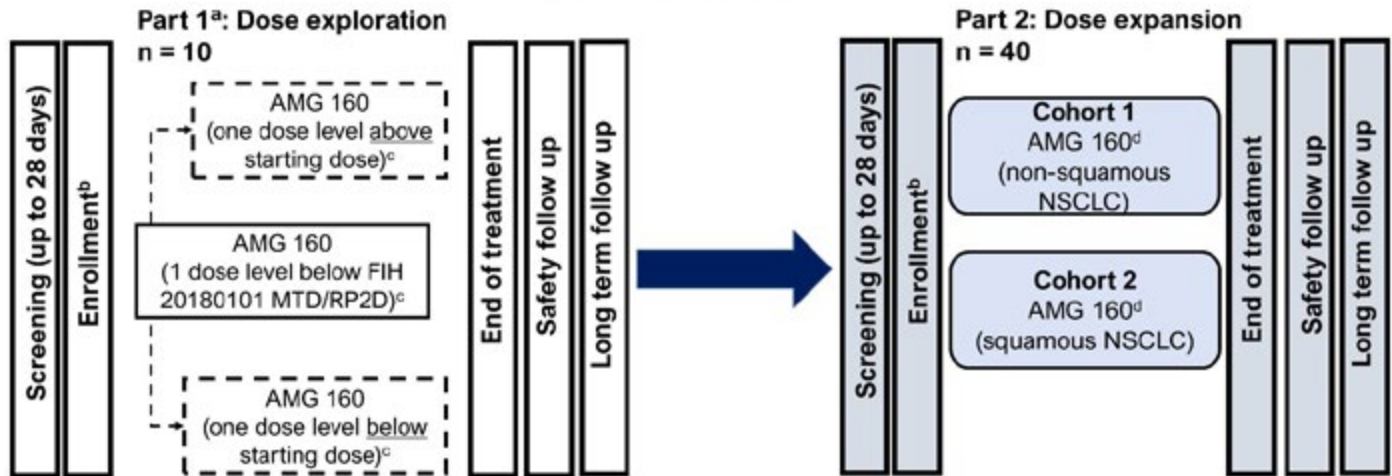 Part 1ᵃ: Dose exploration
n = 10
Screening (up to 28 days)
Enrollmentᵇ
AMG 160
(one dose level above
starting dose)ᶜ
AMG 160
(1 dose level below FIH
20180101 MTD/RP2D)ᶜ
AMG 160
(one dose level below
starting dose)ᶜ
End of treatment
Safety follow up
Long term follow up
Part 2: Dose expansion
n = 40
Screening (up to 28 days)
Enrollmentᵇ
Cohort 1
AMG 160ᵈ
(non-squamous
NSCLC)
Cohort 2
AMG 160ᵈ
(squamous NSCLC)
End of treatment
Safety follow up
Long term follow up